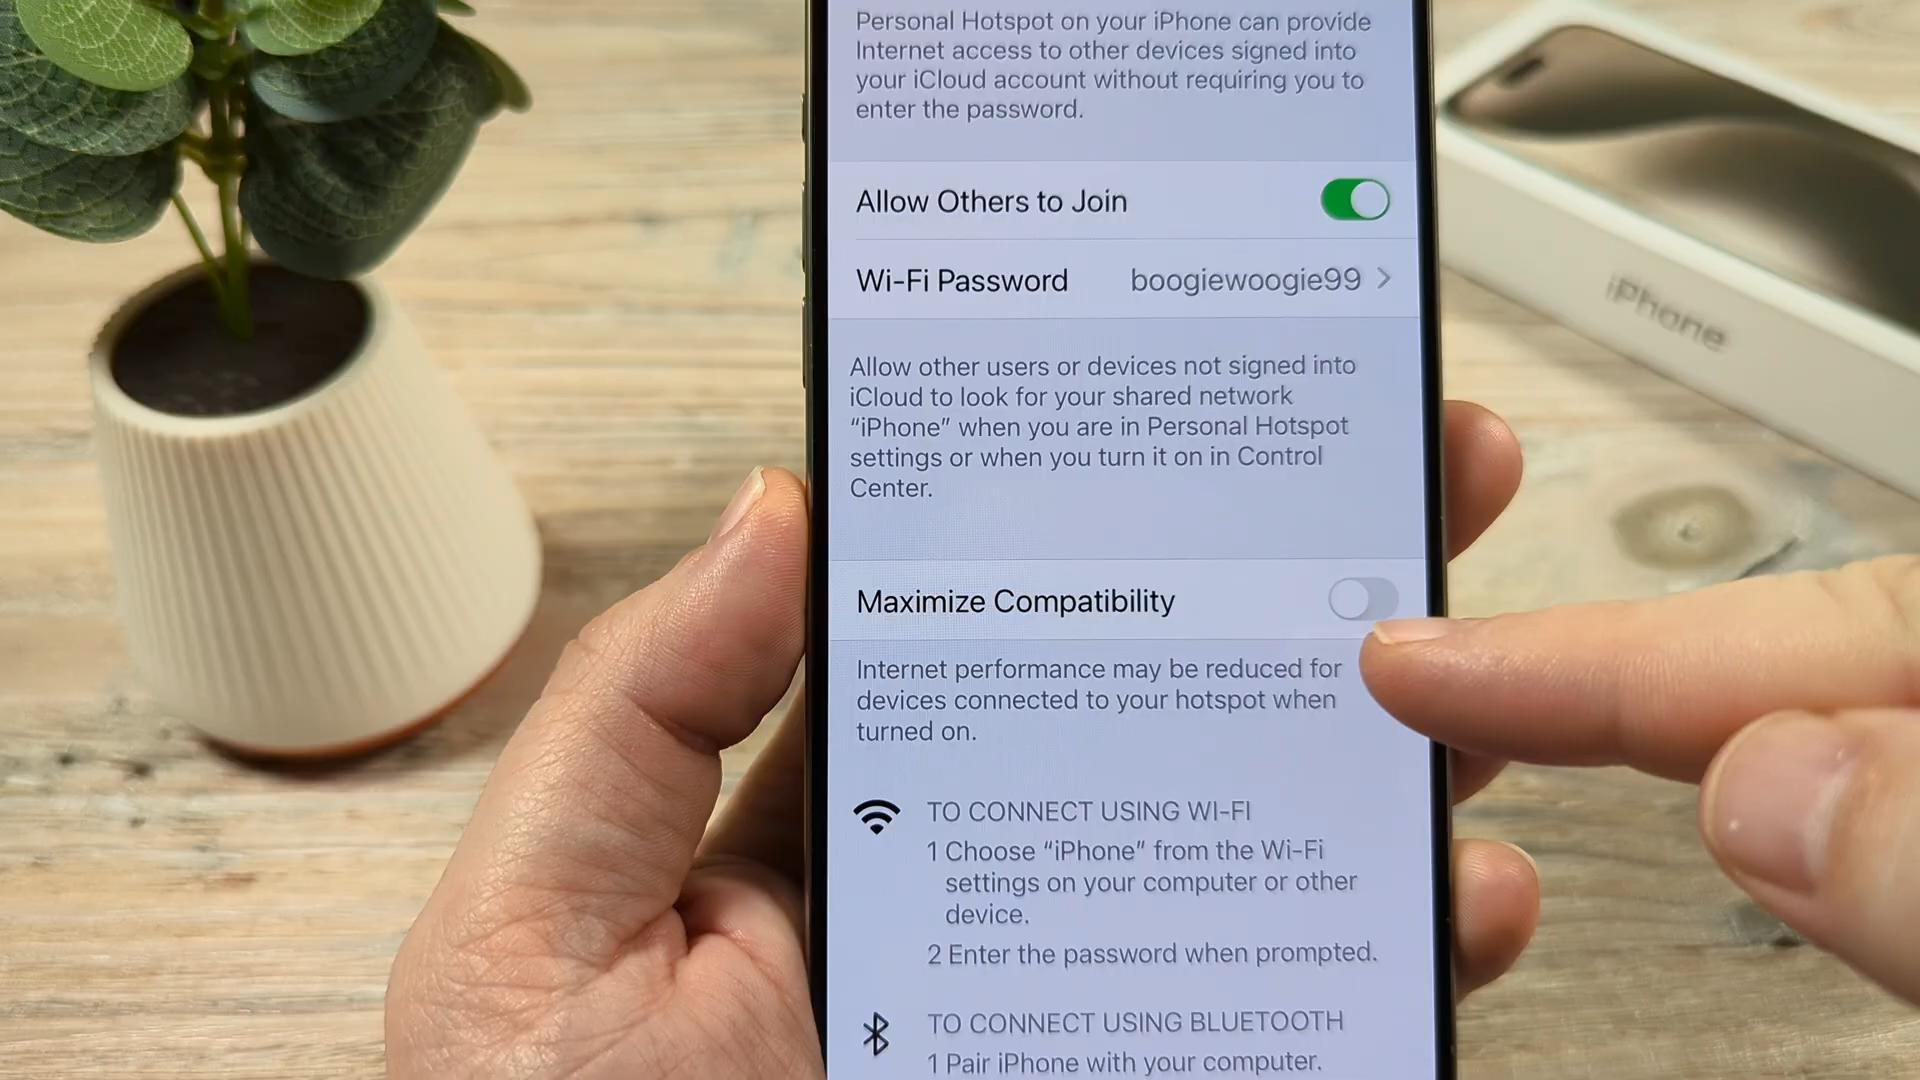 Personal Hotspot on your iPhone can provide
Internet access to other devices signed into
your iCloud account without requiring you to
enter the password.
Allow Others to Join
Wi-Fi Password boogiewoogie99
Allow other users or devices not signed into
iCloud to look for your shared network
“iPhone” when you are in Personal Hotspot
settings or when you turn it on in Control
Center.
Maximize Compatibility
Internet performance may be reduced for
devices connected to your hotspot when
turned on.
TO CONNECT USING WI-FI
1 Choose “iPhone” from the Wi-Fi
settings on your computer or other
device.
2 Enter the password when prompted.
TO CONNECT USING BLUETOOTH
1 Pair iPhone with your computer.
iPhone